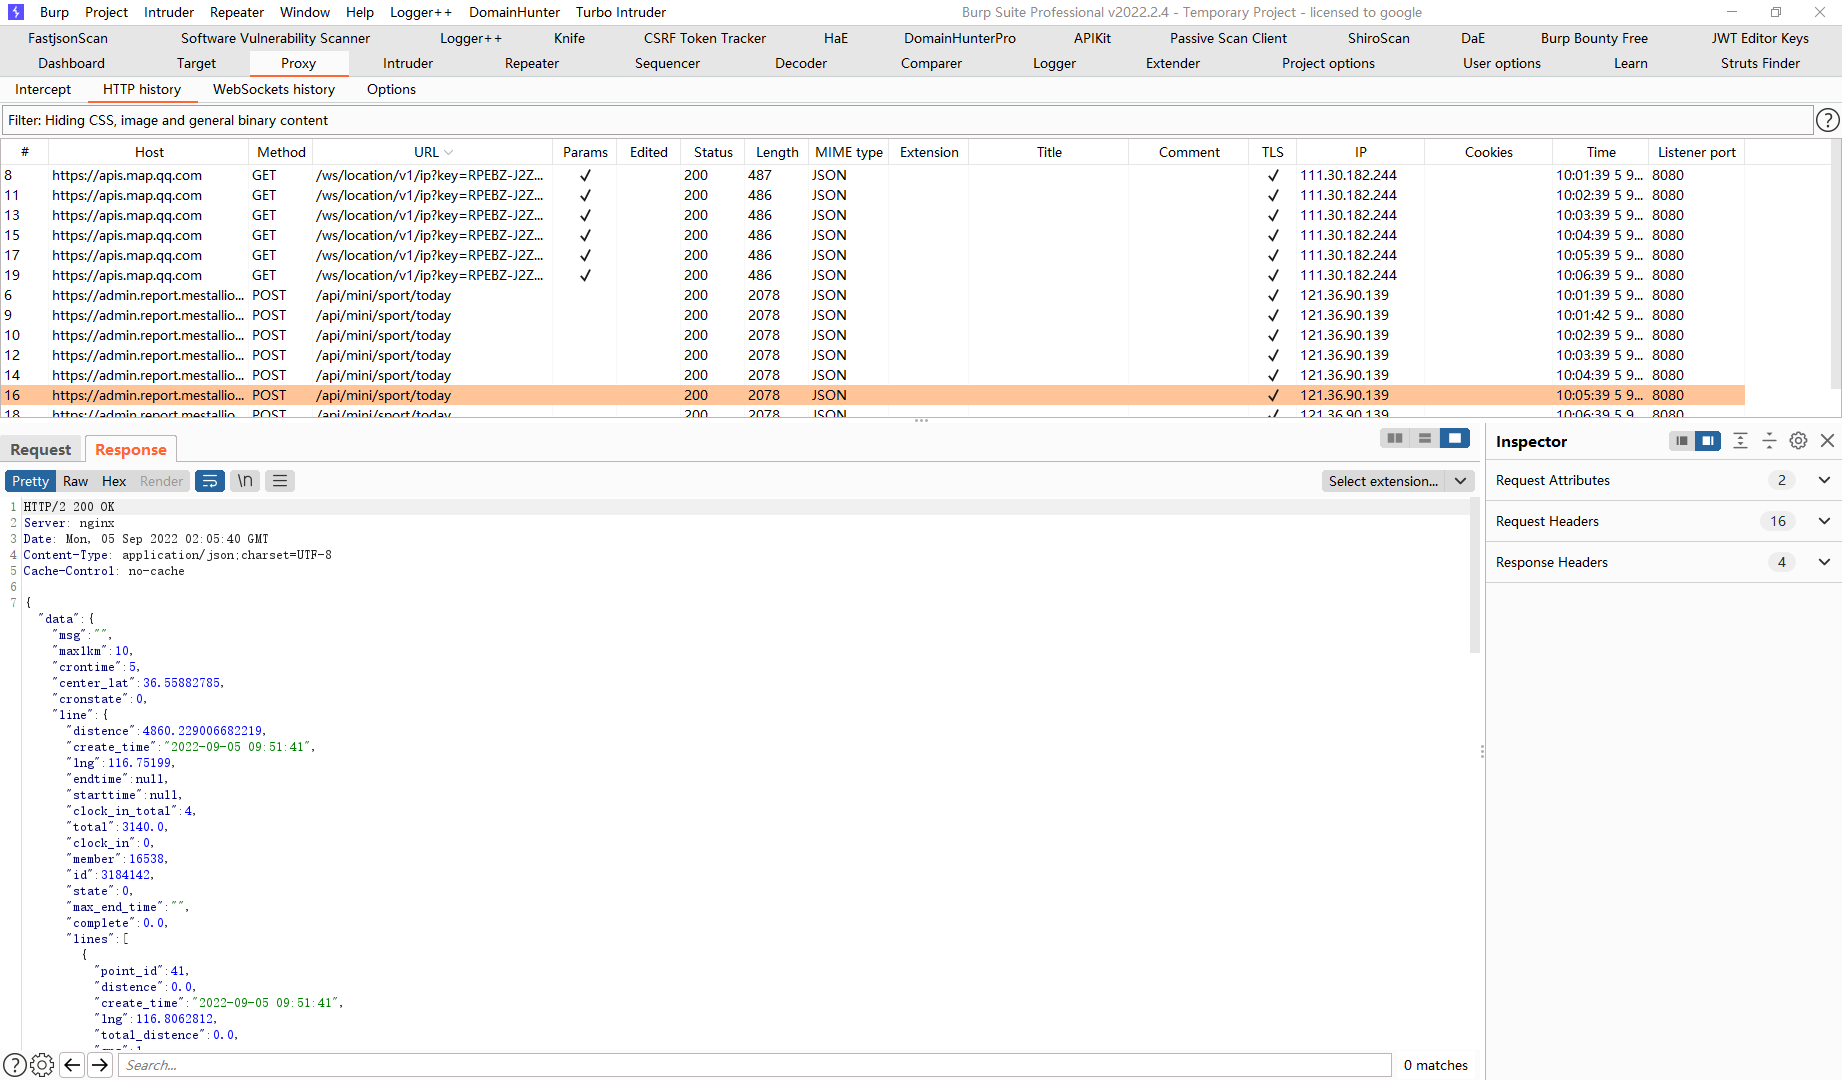 Burp Project Intruder Repeater Window Help Logger++ DomainHunter Turbo Intruder Burp Suite Professional v2022.2.4 - Temporary Project - licensed to google
FastjsonScan Software Vulnerability Scanner Logger++ Knife CSRF Token Tracker HaE DomainHunterPro APIKit Passive Scan Client ShiroScan DaE Burp Bounty Free JWT Editor Keys
Dashboard Target Proxy Intruder Repeater Sequencer Decoder Comparer Logger Extender Project options User options Learn Struts Finder
Intercept HTTP history WebSockets history Options
Filter: Hiding CSS, image and general binary content
# Host Method URL Params Edited Status Length MIME type Extension Title Comment TLS IP Cookies Time Listener port
8 https://apis.map.qq.com GET /ws/location/v1/ip?key=RPEBZ-J2Z... ✓ 200 487 JSON ✓ 111.30.182.244 10:01:39 5 9... 8080
11 https://apis.map.qq.com GET /ws/location/v1/ip?key=RPEBZ-J2Z... ✓ 200 486 JSON ✓ 111.30.182.244 10:02:39 5 9... 8080
13 https://apis.map.qq.com GET /ws/location/v1/ip?key=RPEBZ-J2Z... ✓ 200 486 JSON ✓ 111.30.182.244 10:03:39 5 9... 8080
15 https://apis.map.qq.com GET /ws/location/v1/ip?key=RPEBZ-J2Z... ✓ 200 486 JSON ✓ 111.30.182.244 10:04:39 5 9... 8080
17 https://apis.map.qq.com GET /ws/location/v1/ip?key=RPEBZ-J2Z... ✓ 200 486 JSON ✓ 111.30.182.244 10:05:39 5 9... 8080
19 https://apis.map.qq.com GET /ws/location/v1/ip?key=RPEBZ-J2Z... ✓ 200 486 JSON ✓ 111.30.182.244 10:06:39 5 9... 8080
6 https://admin.report.mestallio... POST /api/mini/sport/today 200 2078 JSON ✓ 121.36.90.139 10:01:39 5 9... 8080
9 https://admin.report.mestallio... POST /api/mini/sport/today 200 2078 JSON ✓ 121.36.90.139 10:01:42 5 9... 8080
10 https://admin.report.mestallio... POST /api/mini/sport/today 200 2078 JSON ✓ 121.36.90.139 10:02:39 5 9... 8080
12 https://admin.report.mestallio... POST /api/mini/sport/today 200 2078 JSON ✓ 121.36.90.139 10:03:39 5 9... 8080
14 https://admin.report.mestallio... POST /api/mini/sport/today 200 2078 JSON ✓ 121.36.90.139 10:04:39 5 9... 8080
16 https://admin.report.mestallio... POST /api/mini/sport/today 200 2078 JSON ✓ 121.36.90.139 10:05:39 5 9... 8080
18 https://admin.report.mestallio... POST /api/mini/sport/today 200 2078 JSON ✓ 121.36.90.139 10:06:39 5 9... 8080
Request Response
Pretty Raw Hex Render \n Select extension...
1 HTTP/2 200 OK
2 Server: nginx
3 Date: Mon, 05 Sep 2022 02:05:40 GMT
4 Content-Type: application/json;charset=UTF-8
5 Cache-Control: no-cache
6
7 {
"data":{
"msg":"",
"max1km":10,
"crontime":5,
"center_lat":36.55882785,
"cronstate":0,
"line":{
"distence":4860.229006682219,
"create_time":"2022-09-05 09:51:41",
"lng":116.75199,
"endtime":null,
"starttime":null,
"clock_in_total":4,
"total":3140.0,
"clock_in":0,
"member":16538,
"id":3184142,
"state":0,
"max_end_time":"",
"complete":0.0,
"lines":[
{
"point_id":41,
"distence":0.0,
"create_time":"2022-09-05 09:51:41",
"lng":116.8062812,
"total_distence":0.0,
Inspector
Request Attributes 2
Request Headers 16
Response Headers 4
Search... 0 matches